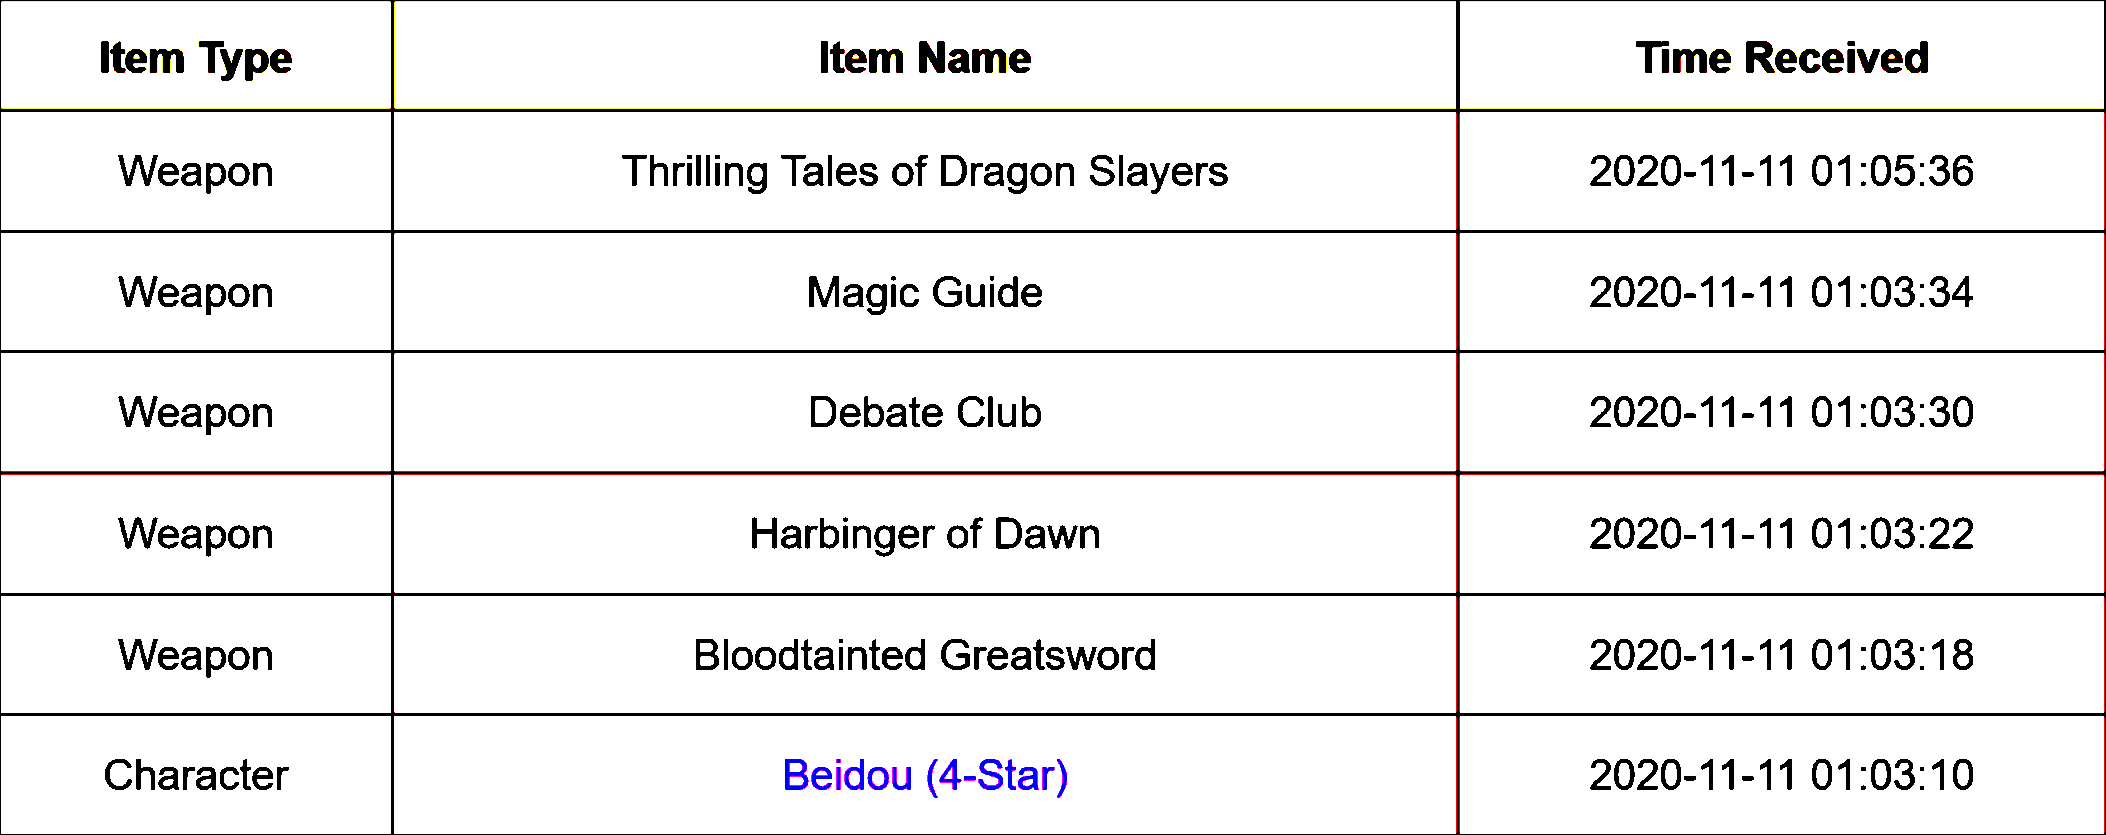 Item Type Item Name Time Received
Weapon Thrilling Tales of Dragon Slayers 2020-11-11 01:05:36
Weapon Magic Guide 2020-11-11 01:03:34
Weapon Debate Club 2020-11-11 01:03:30
Weapon Harbinger of Dawn 2020-11-11 01:03:22
Weapon Bloodtainted Greatsword 2020-11-11 01:03:18
Character Beidou (4-Star) 2020-11-11 01:03:10